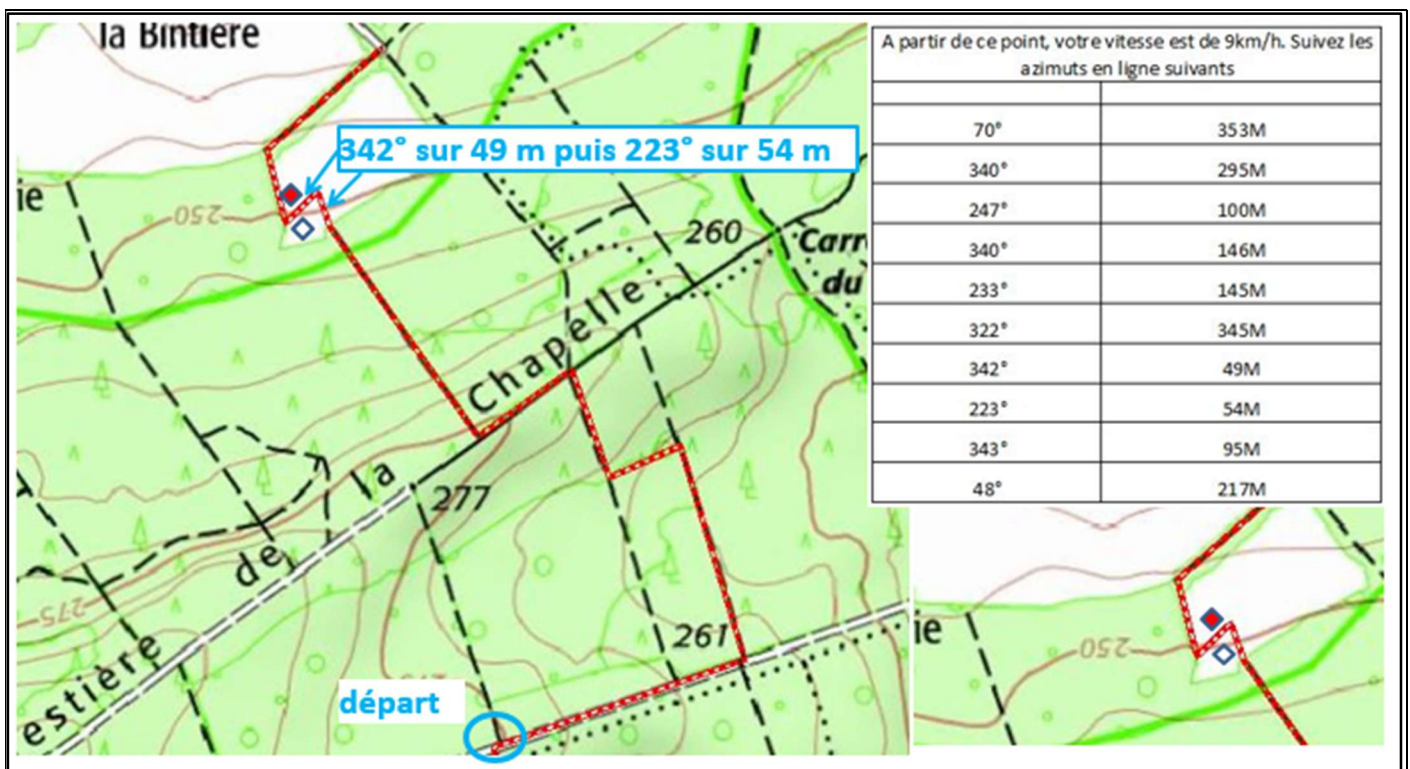 la Bintière
342° sur 49 m puis 223° sur 54 m
ie
250
260
Carr
du
Chapelle
la
277
de
275
estière
261
départ
A partir de ce point, votre vitesse est de 9km/h. Suivez les
azimuts en ligne suivants
70° 353M
340° 295M
247° 100M
340° 146M
233° 145M
322° 345M
342° 49M
223° 54M
343° 95M
48° 217M
ie
250